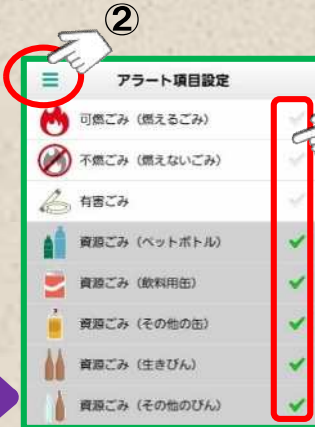 ②
アラート項目設定
可燃ごみ（燃えるごみ）
不燃ごみ（燃えないごみ）
有害ごみ
資源ごみ（ペットボトル）
資源ごみ（飲料用缶）
資源ごみ（その他の缶）
資源ごみ（生きびん）
資源ごみ（その他のびん）